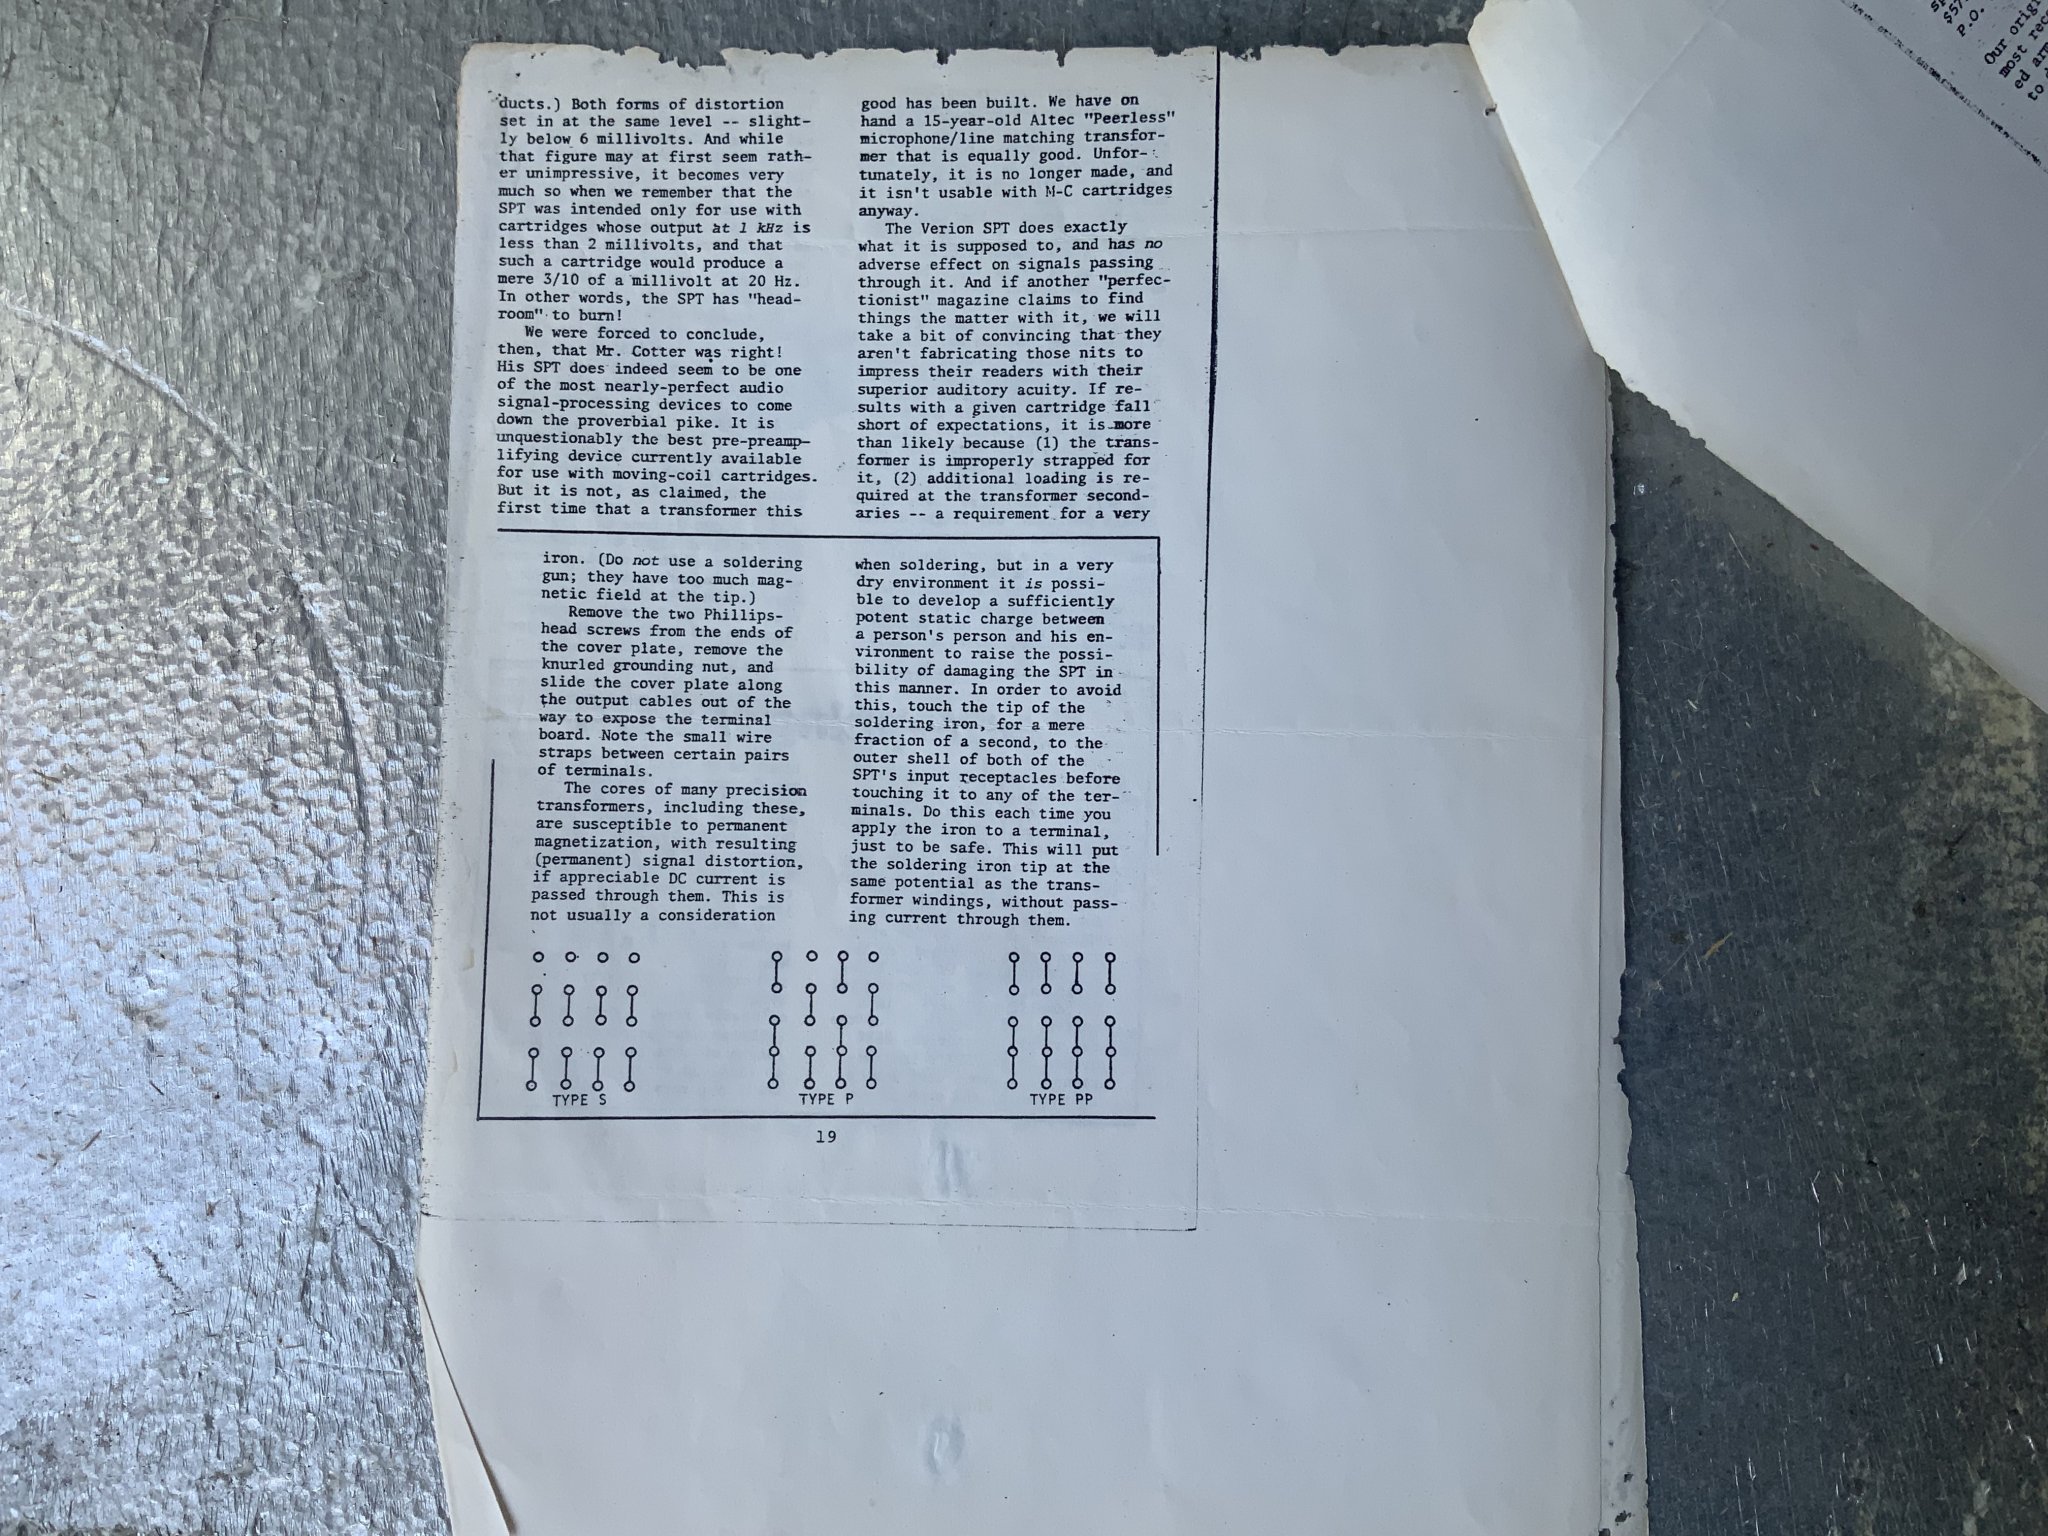 ducts.) Both forms of distortion
set in at the same level -- slight-
ly below 6 millivolts. And while
that figure may at first seem rath-
er unimpressive, it becomes very
much so when we remember that the
SPT was intended only for use with
cartridges whose output at 1 kHz is
less than 2 millivolts, and that
such a cartridge would produce a
mere 3/10 of a millivolt at 20 Hz.
In other words, the SPT has "head-
room" to burn!
We were forced to conclude,
then, that Mr. Cotter was right!
His SPT does indeed seem to be one
of the most nearly-perfect audio
signal-processing devices to come
down the proverbial pike. It is
unquestionably the best pre-preamp-
lifying device currently available
for use with moving-coil cartridges.
But it is not, as claimed, the
first time that a transformer this
good has been built. We have on
hand a 15-year-old Altec "Peerless"
microphone/line matching transfor-
mer that is equally good. Unfor-
tunately, it is no longer made, and
it isn't usable with M-C cartridges
anyway.
The Verion SPT does exactly
what it is supposed to, and has no
adverse effect on signals passing
through it. And if another "perfec-
tionist" magazine claims to find
things the matter with it, we will
take a bit of convincing that they
aren't fabricating those nits to
impress their readers with their
superior auditory acuity. If re-
sults with a given cartridge fall
short of expectations, it is more
than likely because (1) the trans-
former is improperly strapped for
it, (2) additional loading is re-
quired at the transformer second-
aries -- a requirement for a very
iron. (Do not use a soldering
gun; they have too much mag-
netic field at the tip.)
Remove the two Phillips-
head screws from the ends of
the cover plate, remove the
knurled grounding nut, and
slide the cover plate along
the output cables out of the
way to expose the terminal
board. Note the small wire
straps between certain pairs
of terminals.
The cores of many precision
transformers, including these,
are susceptible to permanent
magnetization, with resulting
(permanent) signal distortion,
if appreciable DC current is
passed through them. This is
not usually a consideration
when soldering, but in a very
dry environment it is possi-
ble to develop a sufficiently
potent static charge between
a person's person and his en-
vironment to raise the possi-
bility of damaging the SPT in
this manner. In order to avoid
this, touch the tip of the
soldering iron, for a mere
fraction of a second, to the
outer shell of both of the
SPT's input receptacles before
touching it to any of the ter-
minals. Do this each time you
apply the iron to a terminal,
just to be safe. This will put
the soldering iron tip at the
same potential as the trans-
former windings, without pass-
ing current through them.
TYPE S
TYPE P
TYPE PP
19
$57
P.O.
Our orig
most rec
ed arm
to